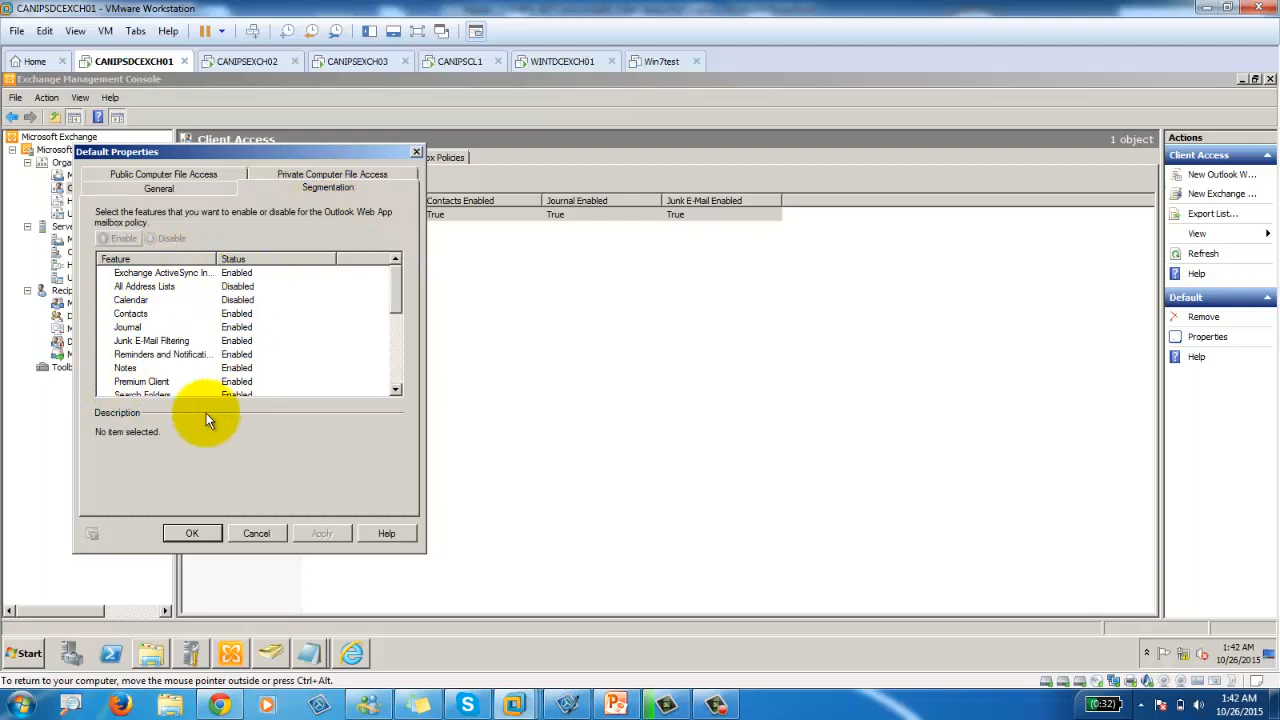 CANIPSDCEXCH01 - VMware Workstation
File Edit View VM Tabs Help
Home CANIPSDCEXCH01 CANIPSEXCH02 CANIPSEXCH03 CANIPSCL1 WINTDCEXCH01 Win7test
Exchange Management Console
File Action View Help
Microsoft Exchange
Client Access 1 object
Actions
Default Properties
Client Access
Public Computer File Access Private Computer File Access
General Segmentation
New Outlook W...
New Exchange ...
Export List...
View
Refresh
Help
Contacts Enabled Journal Enabled Junk E-Mail Enabled
True True True
Select the features that you want to enable or disable for the Outlook Web App
mailbox policy.
Enable Disable
Feature Status
Exchange ActiveSync In... Enabled
All Address Lists Disabled
Calendar Disabled
Contacts Enabled
Journal Enabled
Junk E-Mail Filtering Enabled
Reminders and Notificati... Enabled
Notes Enabled
Premium Client Enabled
Search Folders Enabled
Default
Remove
Properties
Help
Description
No item selected.
OK Cancel Apply Help
Start
1:42 AM
10/26/2015
To return to your computer, move the mouse pointer outside or press Ctrl+Alt.
(0:32)
1:42 AM
10/26/2015